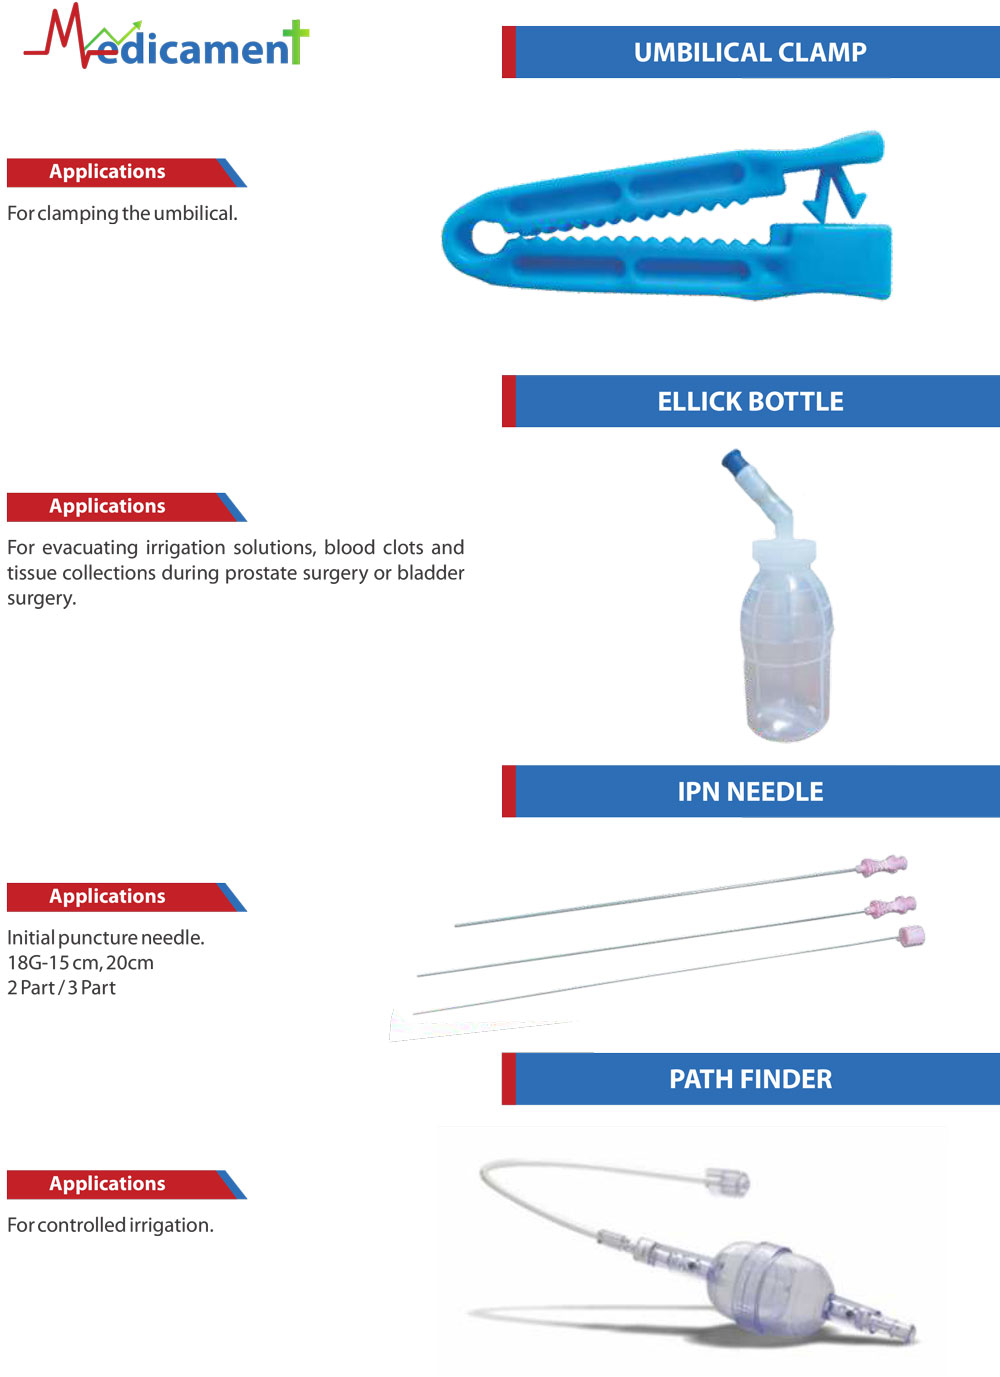 Medicament
UMBILICAL CLAMP
Applications
For clamping the umbilical.
ELLICK BOTTLE
Applications
For evacuating irrigation solutions, blood clots and
tissue collections during prostate surgery or bladder
surgery.
IPN NEEDLE
Applications
Initial puncture needle.
18G-15 cm, 20cm
2 Part / 3 Part
PATH FINDER
Applications
For controlled irrigation.